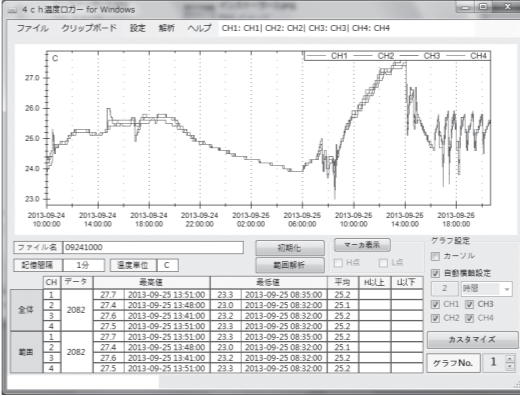 4ch温度ロガー for Windows
ファイル クリップボード 設定 解析 ヘルプ CH1: CH1| CH2: CH2| CH3: CH3| CH4: CH4
C CH1 CH2 CH3 CH4
27.0
26.0
25.0
24.0
23.0
2013-09-24 2013-09-24 2013-09-24 2013-09-24 2013-09-25 2013-09-25 2013-09-25 2013-09-25 2013-09-25
10:00:00 14:00:00 18:00:00 22:00:00 02:00:00 06:00:00 10:00:00 14:00:00 18:00:00
ファイル名 09241000 初期化 マーカ表示 グラフ設定
カーソル
記憶間隔 1分 温度単位 C 範囲解析 H点 L点 自動横軸設定
2 時間
CH データ 最高値 最低値 平均 H以上 L以下
全体 1 2082 27.7 2013-09-25 13:51:00 23.3 2013-09-25 08:35:00 25.2
2 27.4 2013-09-25 13:48:00 23.0 2013-09-25 08:32:00 25.1
3 27.6 2013-09-25 13:41:00 23.2 2013-09-25 08:32:00 25.2
4 27.5 2013-09-25 13:51:00 23.3 2013-09-25 08:33:00 25.2
範囲 1 2082 27.7 2013-09-25 13:51:00 23.3 2013-09-25 08:35:00 25.2
2 27.4 2013-09-25 13:48:00 23.0 2013-09-25 08:32:00 25.1
3 27.6 2013-09-25 13:41:00 23.2 2013-09-25 08:32:00 25.2
4 27.5 2013-09-25 13:51:00 23.3 2013-09-25 08:33:00 25.2
CH1 CH3
CH2 CH4
カスタマイズ
グラフNo. 1